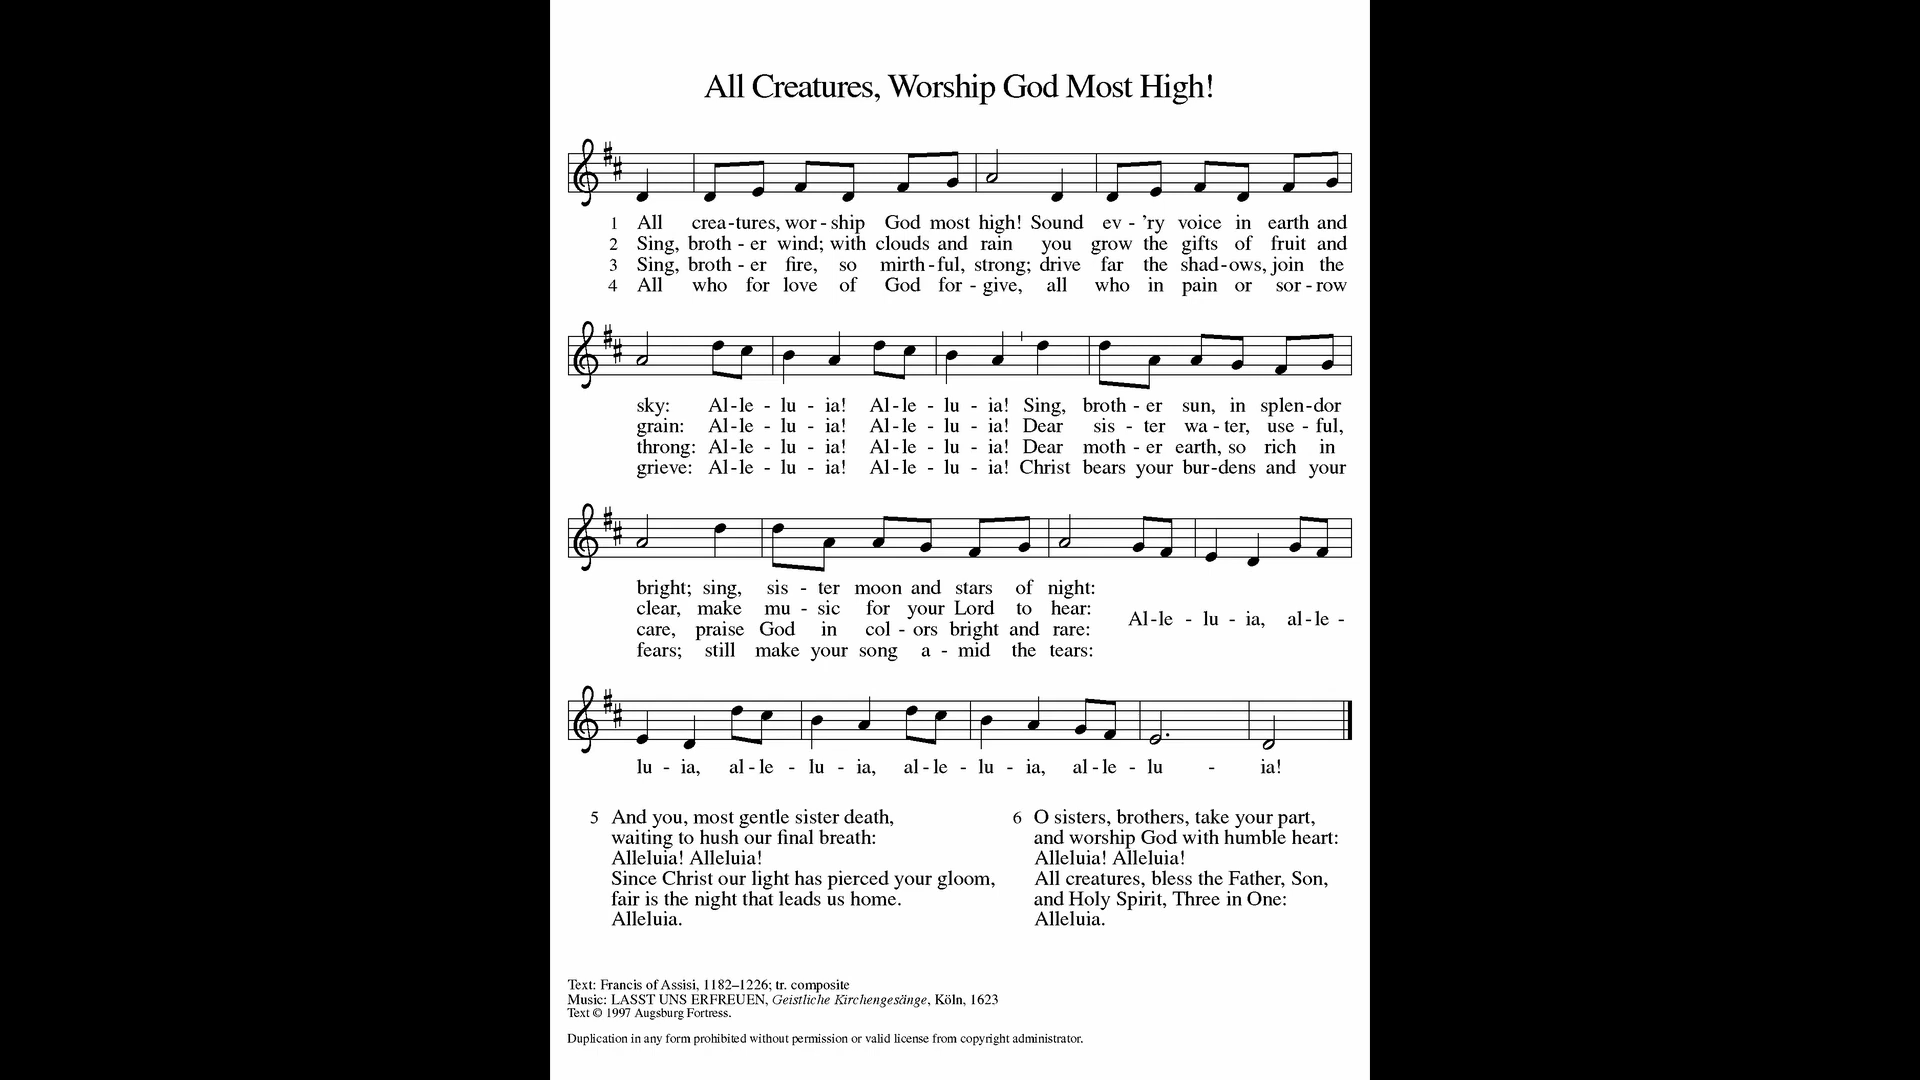 All Creatures, Worship God Most High!
1 All crea-tures, wor-ship God most high! Sound ev-'ry voice in earth and
2 Sing, broth-er wind; with clouds and rain you grow the gifts of fruit and
3 Sing, broth-er fire, so mirth-ful, strong; drive far the shad-ows, join the
4 All who for love of God for-give, all who in pain or sor-row
sky: Al-le-lu-ia! Al-le-lu-ia! Sing, broth-er sun, in splen-dor
grain: Al-le-lu-ia! Al-le-lu-ia! Dear sis-ter wa-ter, use-ful,
throng: Al-le-lu-ia! Al-le-lu-ia! Dear moth-er earth, so rich in
grieve: Al-le-lu-ia! Al-le-lu-ia! Christ bears your bur-dens and your
bright; sing, sis-ter moon and stars of night:
clear, make mu-sic for your Lord to hear:
care, praise God in col-ors bright and rare:
fears; still make your song a-mid the tears:
Al-le-lu-ia, al-le-
lu-ia, al-le-lu-ia, al-le-lu-ia, al-le-lu-ia!
5 And you, most gentle sister death,
waiting to hush our final breath:
Alleluia! Alleluia!
Since Christ our light has pierced your gloom,
fair is the night that leads us home.
Alleluia.
6 O sisters, brothers, take your part,
and worship God with humble heart:
Alleluia! Alleluia!
All creatures, bless the Father, Son,
and Holy Spirit, Three in One:
Alleluia.
Text: Francis of Assisi, 1182–1226; tr. composite
Music: LASST UNS ERFREUEN, Geistliche Kirchengesänge, Köln, 1623
Text © 1997 Augsburg Fortress.
Duplication in any form prohibited without permission or valid license from copyright administrator.